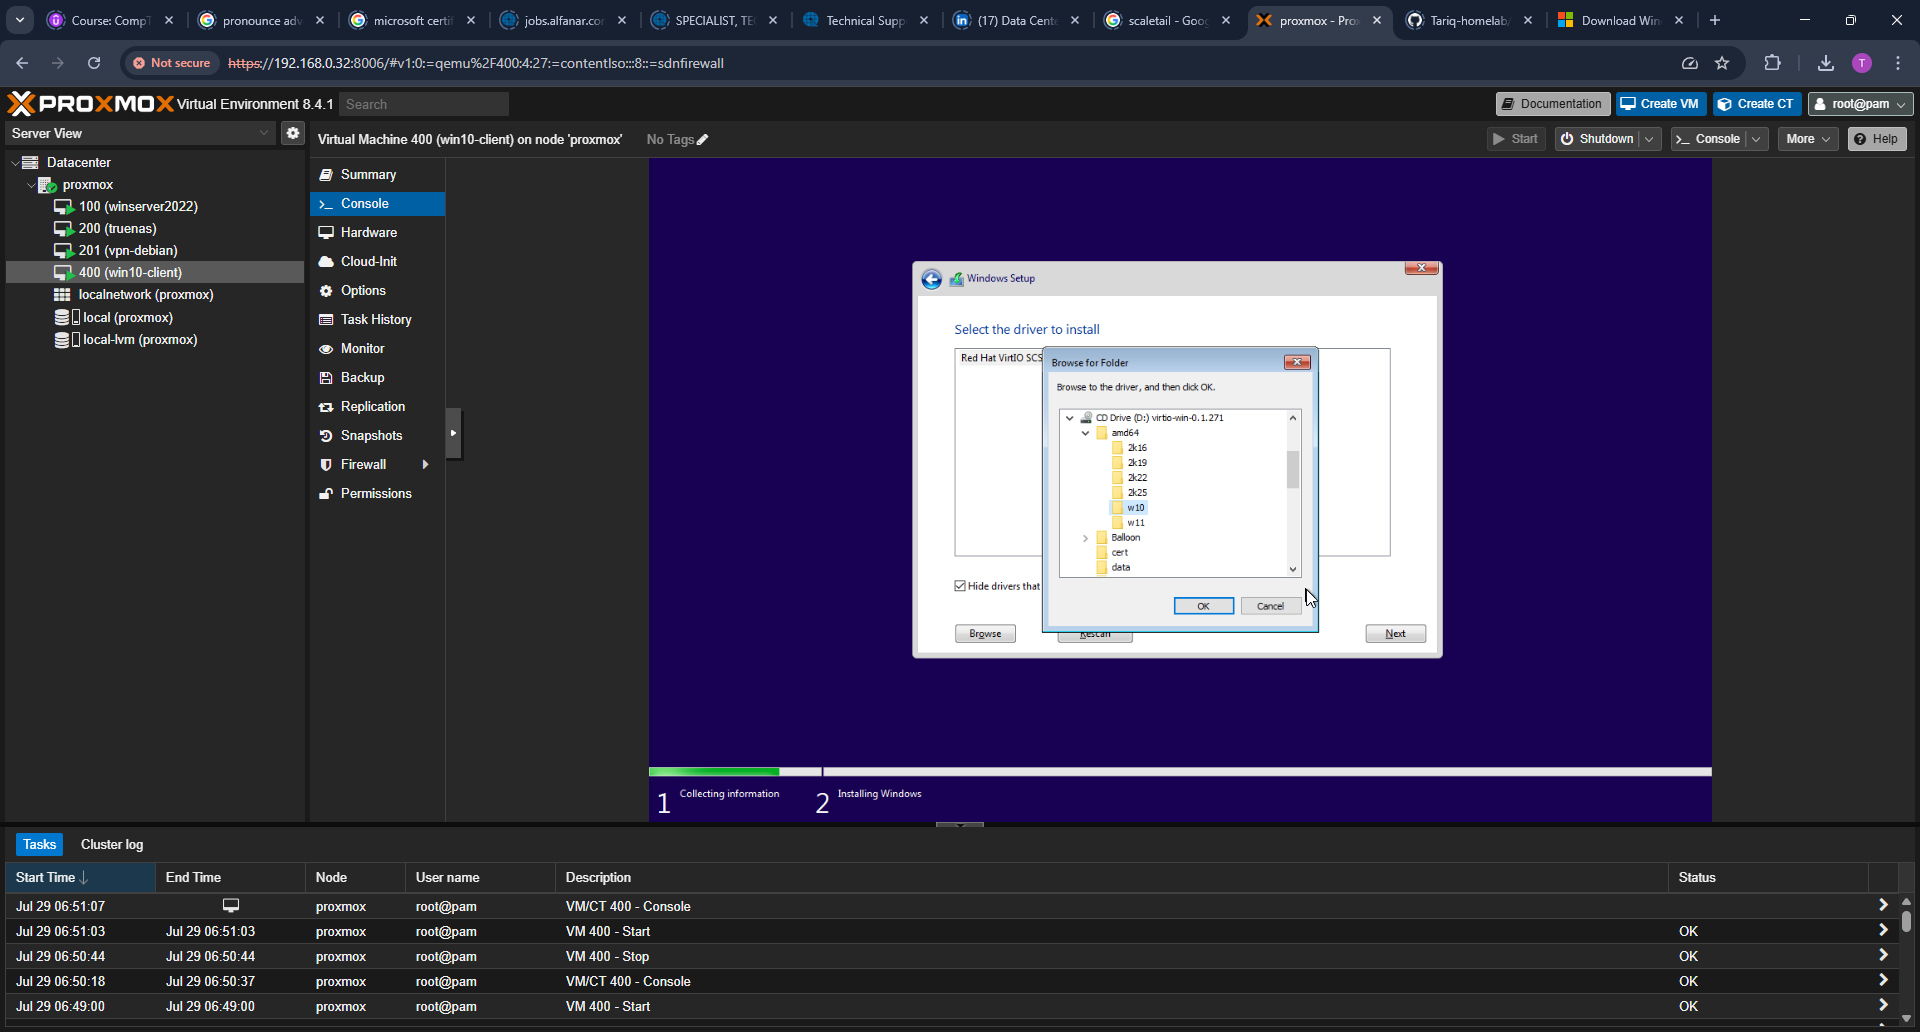 Course: Comp
pronounce adv
microsoft certif
jobs.alfanar.co
SPECIALIST, TE
Technical Supp
(17) Data Cent
scaletail - Goo
proxmox - Pro
Tariq-homelab
Download Win
Not secure
https://192.168.0.32:8006/#v1:0:=qemu%2F400:4:27:=contentIso:::8::=sdnfirewall
T
PROXMOX Virtual Environment 8.4.1
Search
Documentation
Create VM
Create CT
root@pam
Server View
Virtual Machine 400 (win10-client) on node 'proxmox'
No Tags
Start
Shutdown
Console
More
Help
Datacenter
proxmox
100 (winserver2022)
200 (truenas)
201 (vpn-debian)
400 (win10-client)
localnetwork (proxmox)
local (proxmox)
local-lvm (proxmox)
Summary
Console
Hardware
Cloud-Init
Options
Task History
Monitor
Backup
Replication
Snapshots
Firewall
Permissions
Windows Setup
Select the driver to install
Red Hat VirtIO SCS
Browse for Folder
Browse to the driver, and then click OK.
CD Drive (D:) virtio-win-0.1.271
amd64
2k16
2k19
2k22
2k25
w10
w11
Balloon
cert
data
OK
Cancel
Hide drivers that
Browse
Rescan
Next
1 Collecting information
2 Installing Windows
Tasks
Cluster log
Start Time End Time Node User name Description Status
Jul 29 06:51:07 proxmox root@pam VM/CT 400 - Console
Jul 29 06:51:03 Jul 29 06:51:03 proxmox root@pam VM 400 - Start OK
Jul 29 06:50:44 Jul 29 06:50:44 proxmox root@pam VM 400 - Stop OK
Jul 29 06:50:18 Jul 29 06:50:37 proxmox root@pam VM/CT 400 - Console OK
Jul 29 06:49:00 Jul 29 06:49:00 proxmox root@pam VM 400 - Start OK